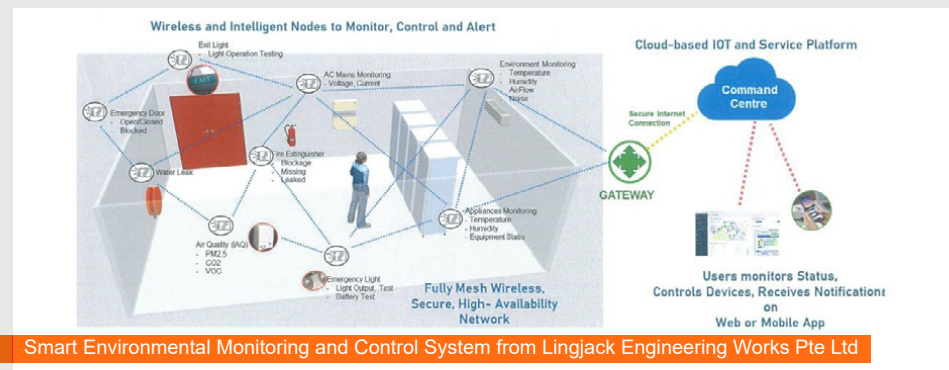 Wireless and Intelligent Nodes to Monitor, Control and Alert
Exit Light
- Light Operation Testing
EXIT
AC Mains Monitoring
- Voltage, Current
Environment Monitoring
- Temperature
- Humidity
- AirFlow
- Noise
Emergency Door
- Open/Closed
- Blocked
Fire Extinguisher
- Blockage
- Missing
- Leaked
Water Leak
Air Quality (IAQ)
- PM2.5
- CO2
- VOC
Emergency Light
- Light Output, Test
- Battery Test
Appliances Monitoring
- Temperature
- Humidity
- Equipment Statis
Fully Mesh Wireless,
Secure, High- Availability
Network
Cloud-based IOT and Service Platform
Command
Centre
Secure Internet
Connection
GATEWAY
Users monitors Status,
Controls Devices, Receives Notifications
on
Web or Mobile App
Smart Environmental Monitoring and Control System from Lingjack Engineering Works Pte Ltd